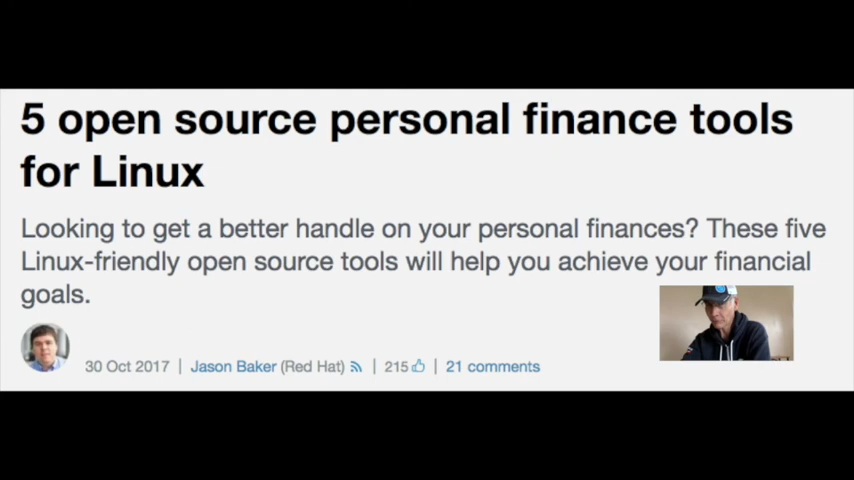 5 open source personal finance tools
for Linux
Looking to get a better handle on your personal finances? These five
Linux-friendly open source tools will help you achieve your financial
goals.
30 Oct 2017 | Jason Baker (Red Hat) | 215 | 21 comments